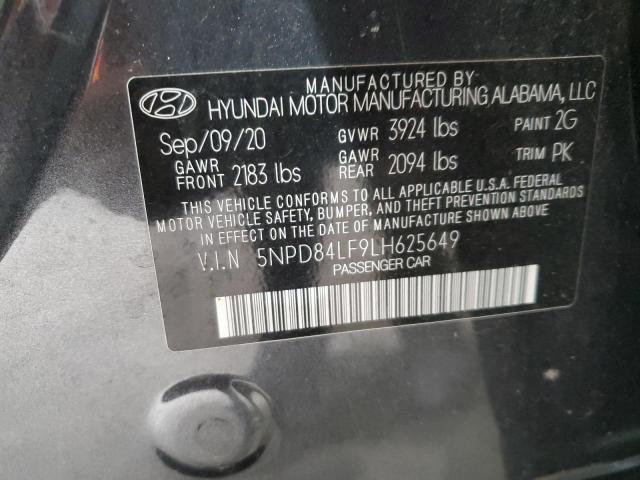 MANUFACTURED BY
HYUNDAI MOTOR MANUFACTURING ALABAMA, LLC
Sep/09/20 GVWR 3924 lbs PAINT 2G
GAWR FRONT 2183 lbs GAWR REAR 2094 lbs TRIM PK
THIS VEHICLE CONFORMS TO ALL APPLICABLE U.S.A. FEDERAL
MOTOR VEHICLE SAFETY, BUMPER, AND THEFT PREVENTION STANDARDS
IN EFFECT ON THE DATE OF MANUFACTURE SHOWN ABOVE.
V.I.N 5NPD84LF9LH625649
PASSENGER CAR